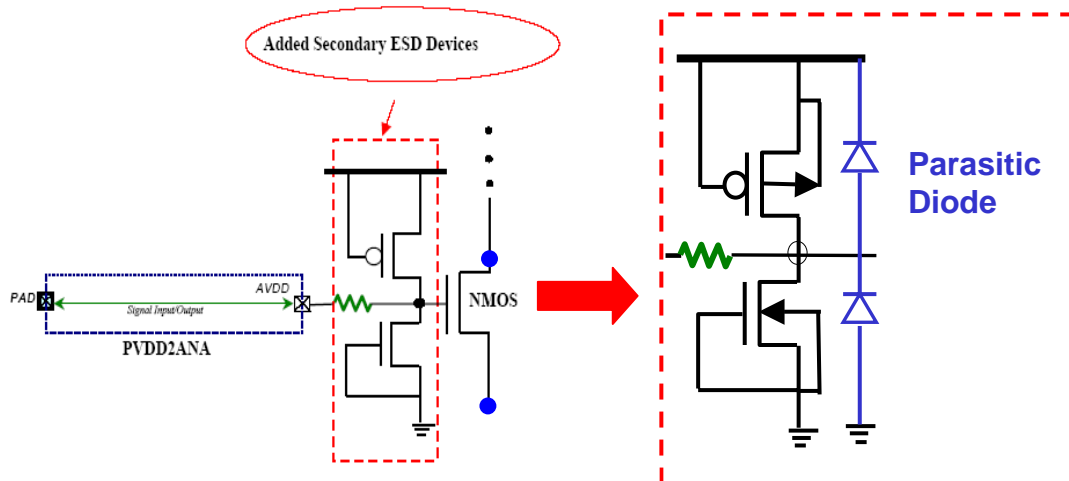 Added Secondary ESD Devices
Parasitic
Diode
PAD
AVDD
Signal Input/Output
PVDD2ANA
NMOS